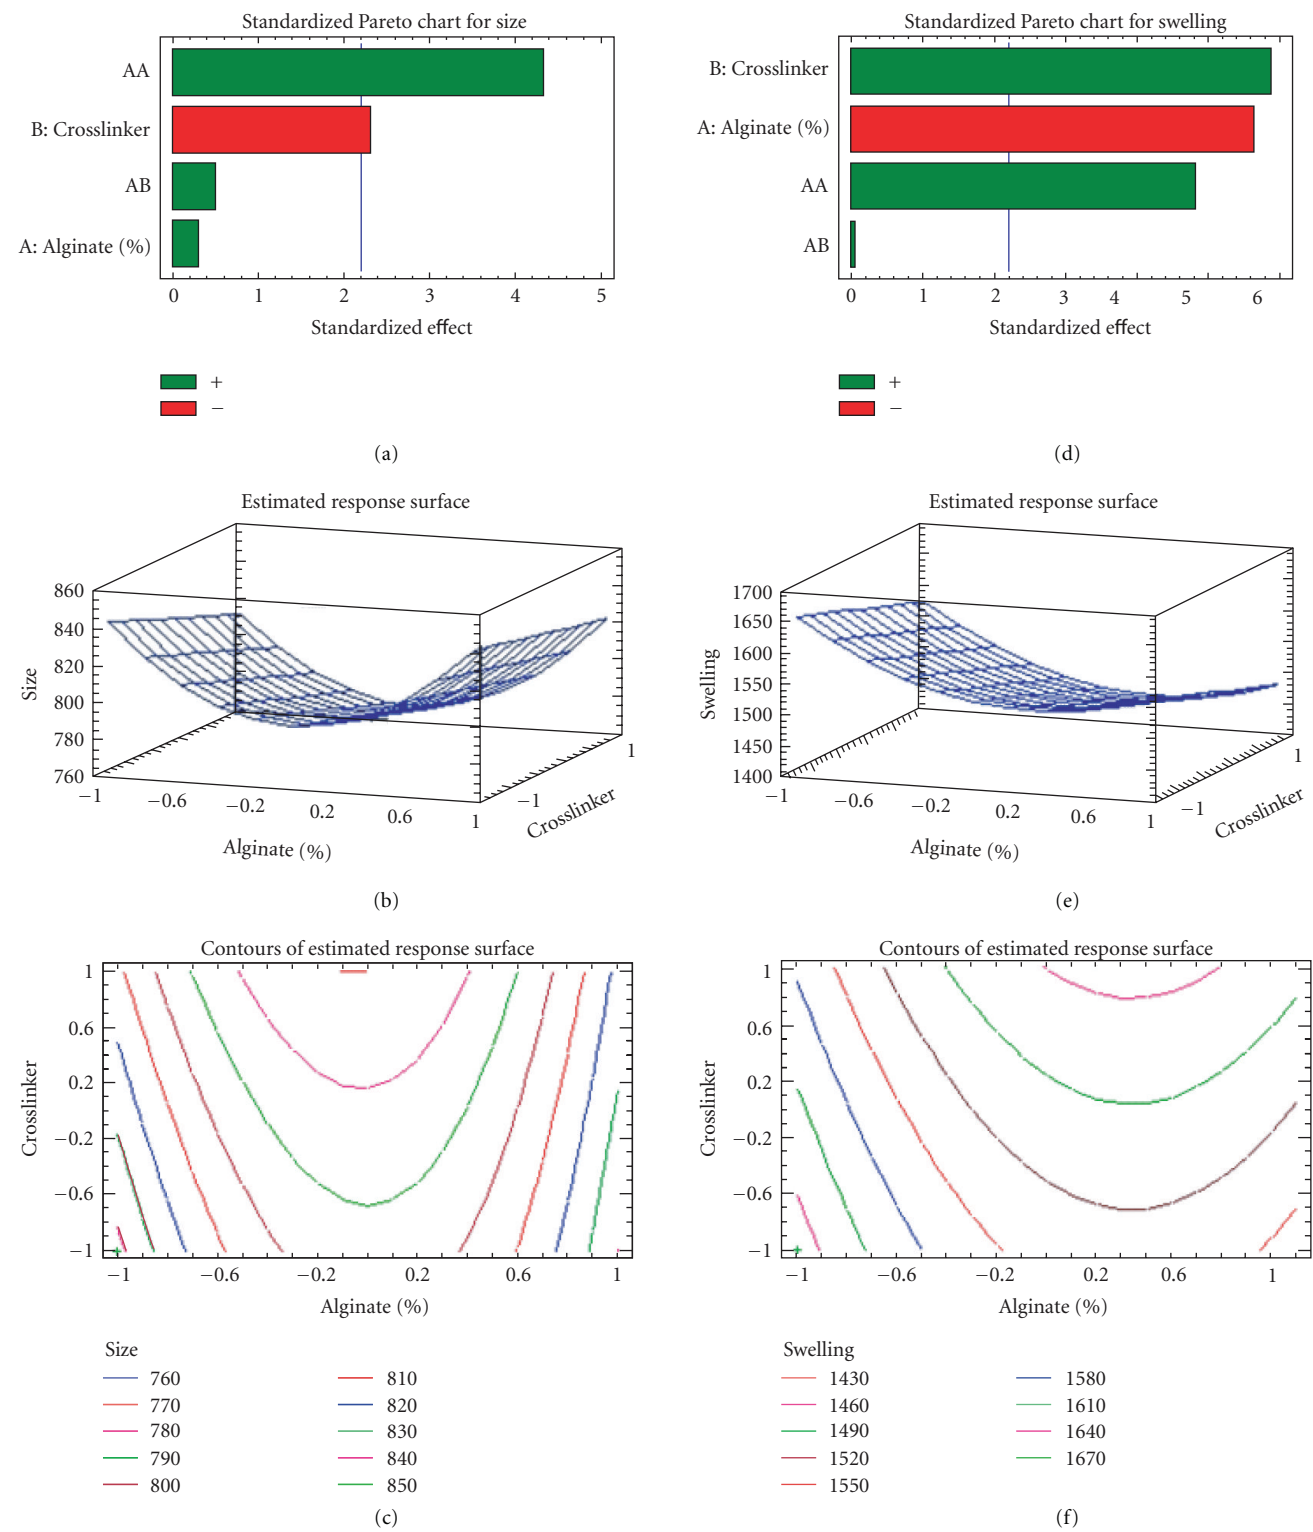 Standardized Pareto chart for size
AA
B: Crosslinker
AB
A: Alginate (%)
0 1 2 3 4 5
Standardized effect
+
−
(a)
Standardized Pareto chart for swelling
B: Crosslinker
A: Alginate (%)
AA
AB
0 1 2 3 4 5 6
Standardized effect
+
−
(d)
Estimated response surface
860
840
820
800
780
760
Size
−1 −0.6 −0.2 0.2 0.6 1
Alginate (%)
−1 1
Crosslinker
(b)
Estimated response surface
1700
1650
1600
1550
1500
1450
1400
Swelling
−1 −0.6 −0.2 0.2 0.6 1
Alginate (%)
−1 1
Crosslinker
(e)
Contours of estimated response surface
1
0.6
0.2
−0.2
−0.6
−1
Crosslinker
−1 −0.6 −0.2 0.2 0.6 1
Alginate (%)
Size
760
770
780
790
800
810
820
830
840
850
(c)
Contours of estimated response surface
1
0.6
0.2
−0.2
−0.6
−1
Crosslinker
−1 −0.6 −0.2 0.2 0.6 1
Alginate (%)
Swelling
1430
1460
1490
1520
1550
1580
1610
1640
1670
(f)